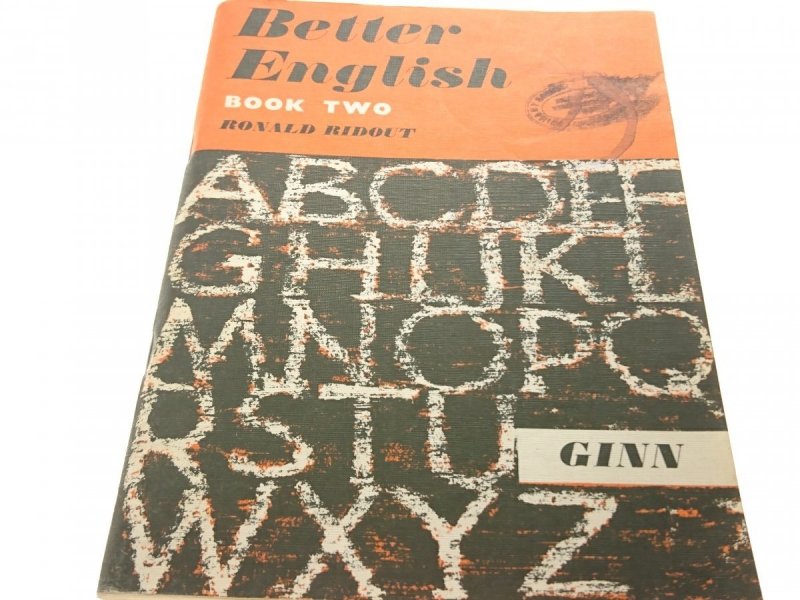 Better
English
BOOK TWO
RONALD RIDOUT
ABCDEF
GHIJKL
MNOPQ
RSTU
GINN
WXYZ